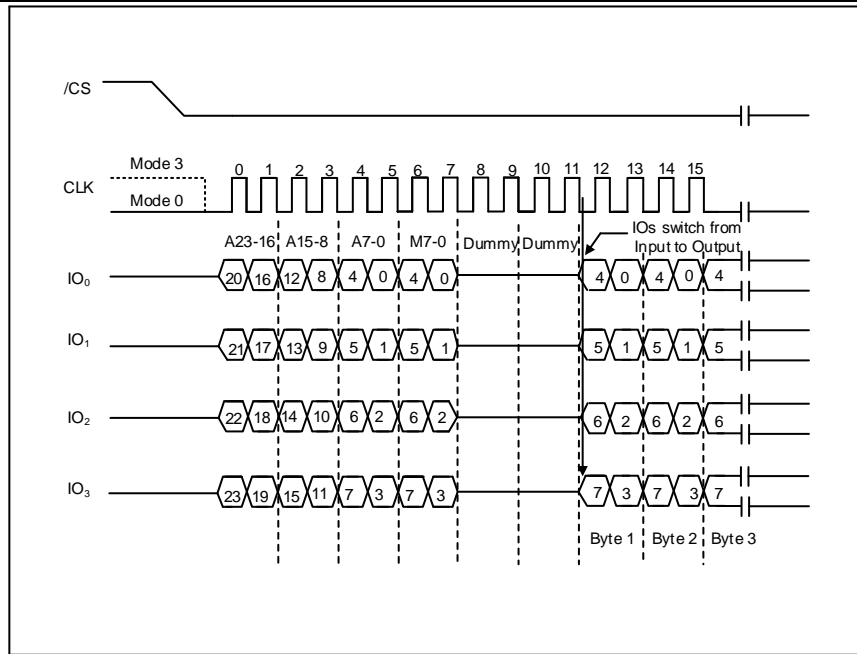 /CS
Mode 3
0 1 2 3 4 5 6 7 8 9 10 11 12 13 14 15
CLK
Mode 0
IOs switch from
A23-16 A15-8 A7-0 M7-0 Dummy Dummy Input to Output
IO₀ 20 16 12 8 4 0 4 0 4 0 4 0 4
IO₁ 21 17 13 9 5 1 5 1 5 1 5 1 5
IO₂ 22 18 14 10 6 2 6 2 6 2 6 2 6
IO₃ 23 19 15 11 7 3 7 3 7 3 7 3 7
Byte 1 Byte 2 Byte 3